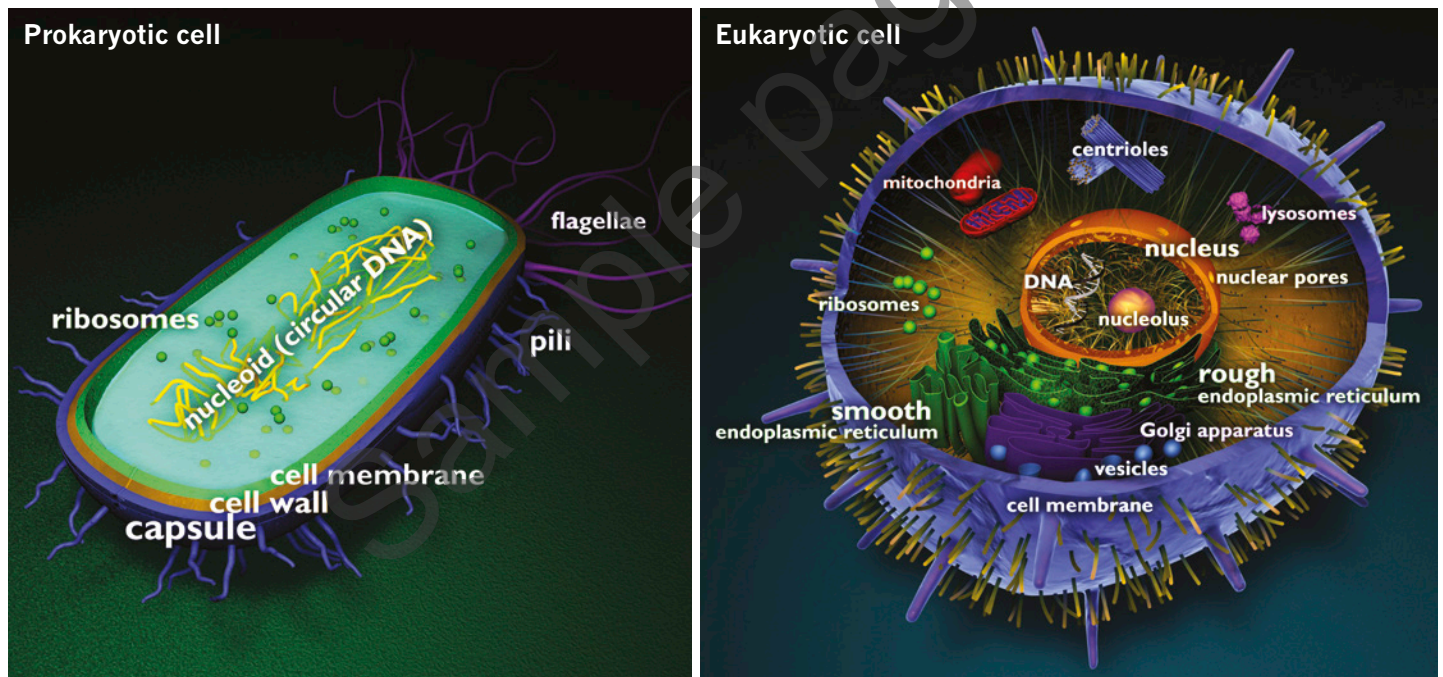 Prokaryotic cell
flagellae
ribosomes
nucleoid (circular DNA)
pili
cell membrane
cell wall
capsule
Eukaryotic cell
centrioles
mitochondria
lysosomes
nucleus
DNA
nuclear pores
ribosomes
nucleolus
rough
endoplasmic reticulum
smooth
endoplasmic reticulum
Golgi apparatus
vesicles
cell membrane
Sample pag